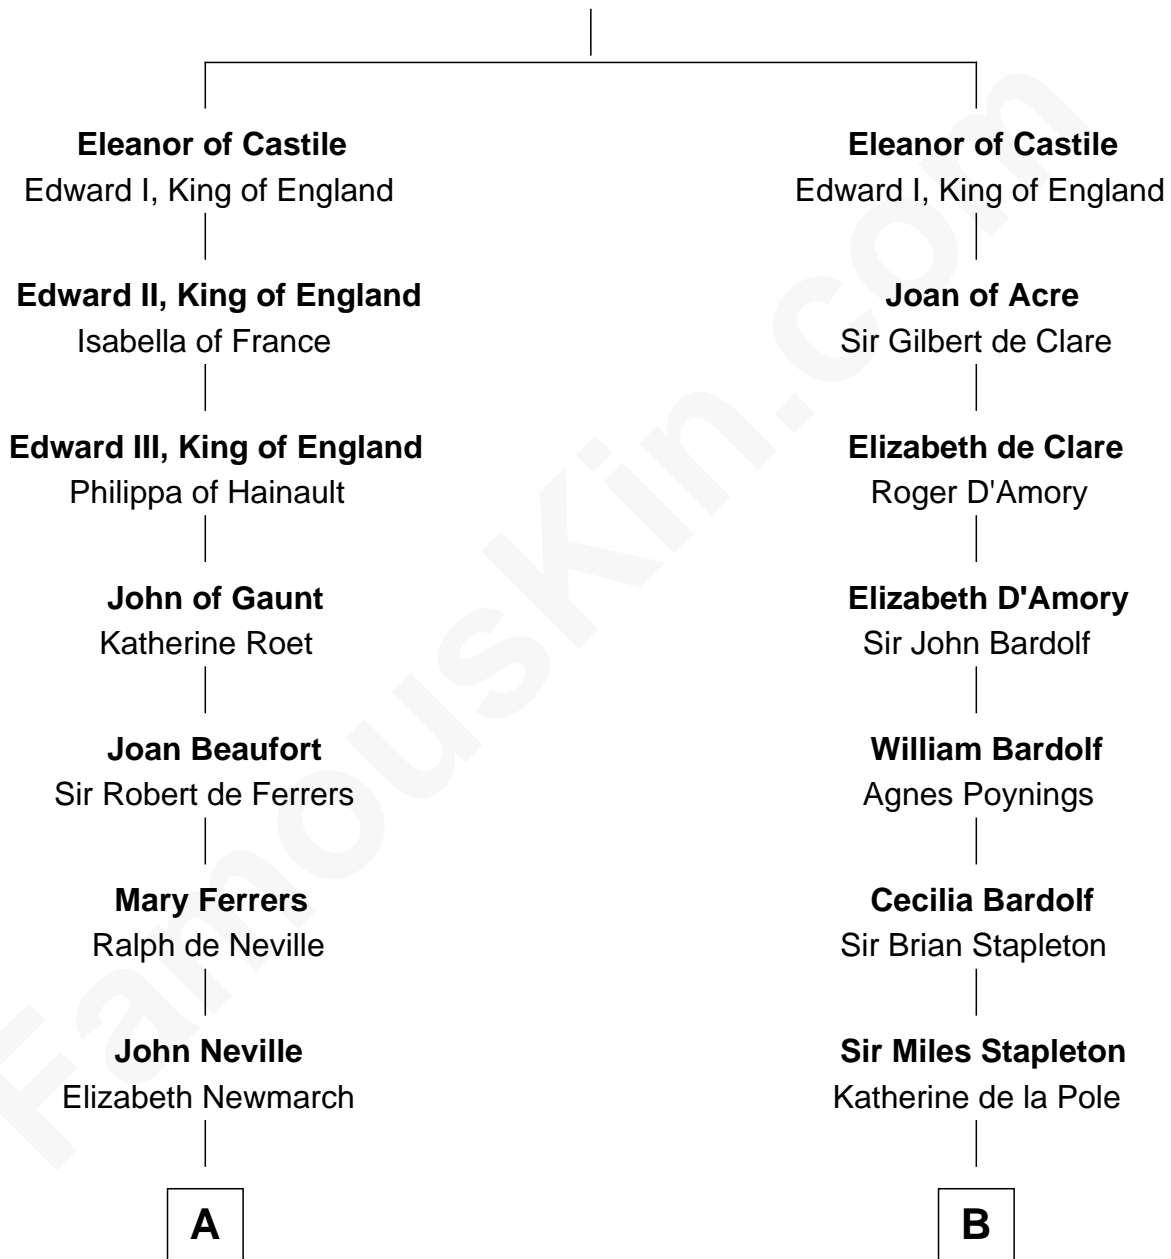 Eleanor of Castile
Edward I, King of England
Edward II, King of England
Isabella of France
Edward III, King of England
Philippa of Hainault
John of Gaunt
Katherine Roet
Joan Beaufort
Sir Robert de Ferrers
Mary Ferrers
Ralph de Neville
John Neville
Elizabeth Newmarch
A
Eleanor of Castile
Edward I, King of England
Joan of Acre
Sir Gilbert de Clare
Elizabeth de Clare
Roger D'Amory
Elizabeth D'Amory
Sir John Bardolf
William Bardolf
Agnes Poynings
Cecilia Bardolf
Sir Brian Stapleton
Sir Miles Stapleton
Katherine de la Pole
B
FamousKin.com